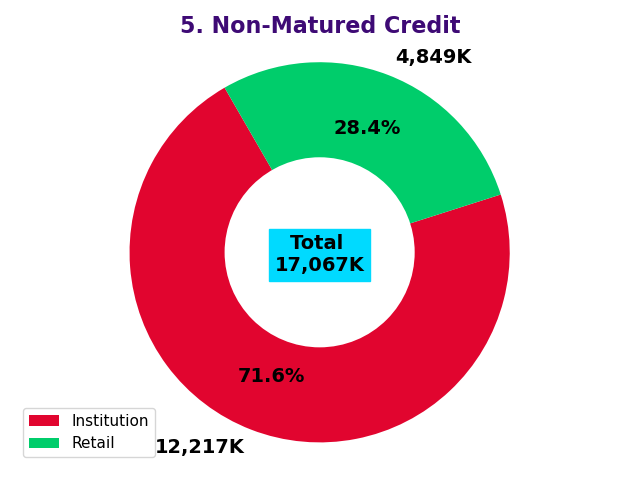 5. Non-Matured Credit
4,849K
28.4%
Total
17,067K
71.6%
Institution
Retail
12,217K